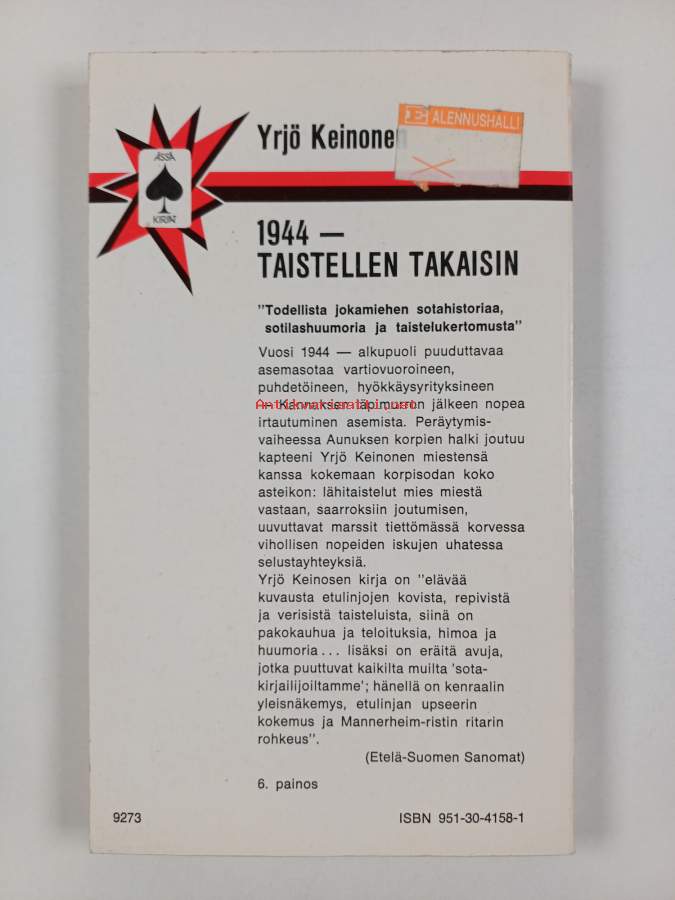 Yrjö Keinone
E ALENNUSHALLI
ÄSSÄ
KIRJAT
1944 —
TAISTELLEN TAKAISIN
"Todellista jokamiehen sotahistoriaa,
sotilashuumoria ja taistelukertomusta"
Vuosi 1944 — alkupuoli puuduttavaa
asemasotaa vartiovuoroineen,
puhdetöineen, hyökkäysyrityksineen
— Kannaksen läpimurron jälkeen nopea
Antikvariaatti.net
irtautuminen asemista. Peräytymis-
vaiheessa Aunuksen korpien halki joutuu
kapteeni Yrjö Keinonen miestensä
kanssa kokemaan korpisodan koko
asteikon: lähitaistelut mies miestä
vastaan, saarroksiin joutumisen,
uuvuttavat marssit tiettömässä korvessa
vihollisen nopeiden iskujen uhatessa
selustayhteyksiä.
Yrjö Keinosen kirja on "elävää
kuvausta etulinjojen kovista, repivistä
ja verisistä taisteluista, siinä on
pakokauhua ja teloituksia, himoa ja
huumoria... lisäksi on eräitä avuja,
jotka puuttuvat kaikilta muilta 'sota-
kirjailijoiltamme'; hänellä on kenraalin
yleisnäkemys, etulinjan upseerin
kokemus ja Mannerheim-ristin ritarin
rohkeus".
(Etelä-Suomen Sanomat)
6. painos
9273
ISBN 951-30-4158-1